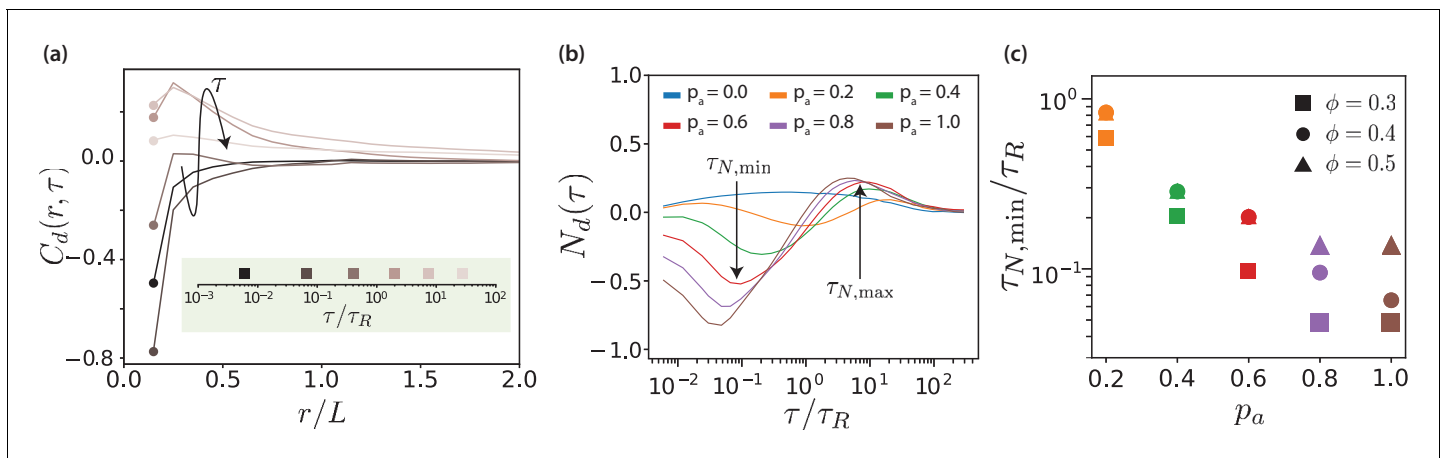 (a)
C_d(r, τ)
0.0
−0.4
−0.8
τ
10^−3 10^−2 10^−1 10^0 10^1 10^2
τ/τ_R
0.0 0.5 1.0 1.5 2.0
r/L
(b)
N_d(τ)
1.0
0.5
0.0
−0.5
−1.0
p_a = 0.0 p_a = 0.2 p_a = 0.4
p_a = 0.6 p_a = 0.8 p_a = 1.0
τ_N,min
τ_N,max
10^−2 10^−1 10^0 10^1 10^2
τ/τ_R
(c)
τ_N,min/τ_R
10^0
10^−1
ϕ = 0.3
ϕ = 0.4
ϕ = 0.5
0.2 0.4 0.6 0.8 1.0
p_a